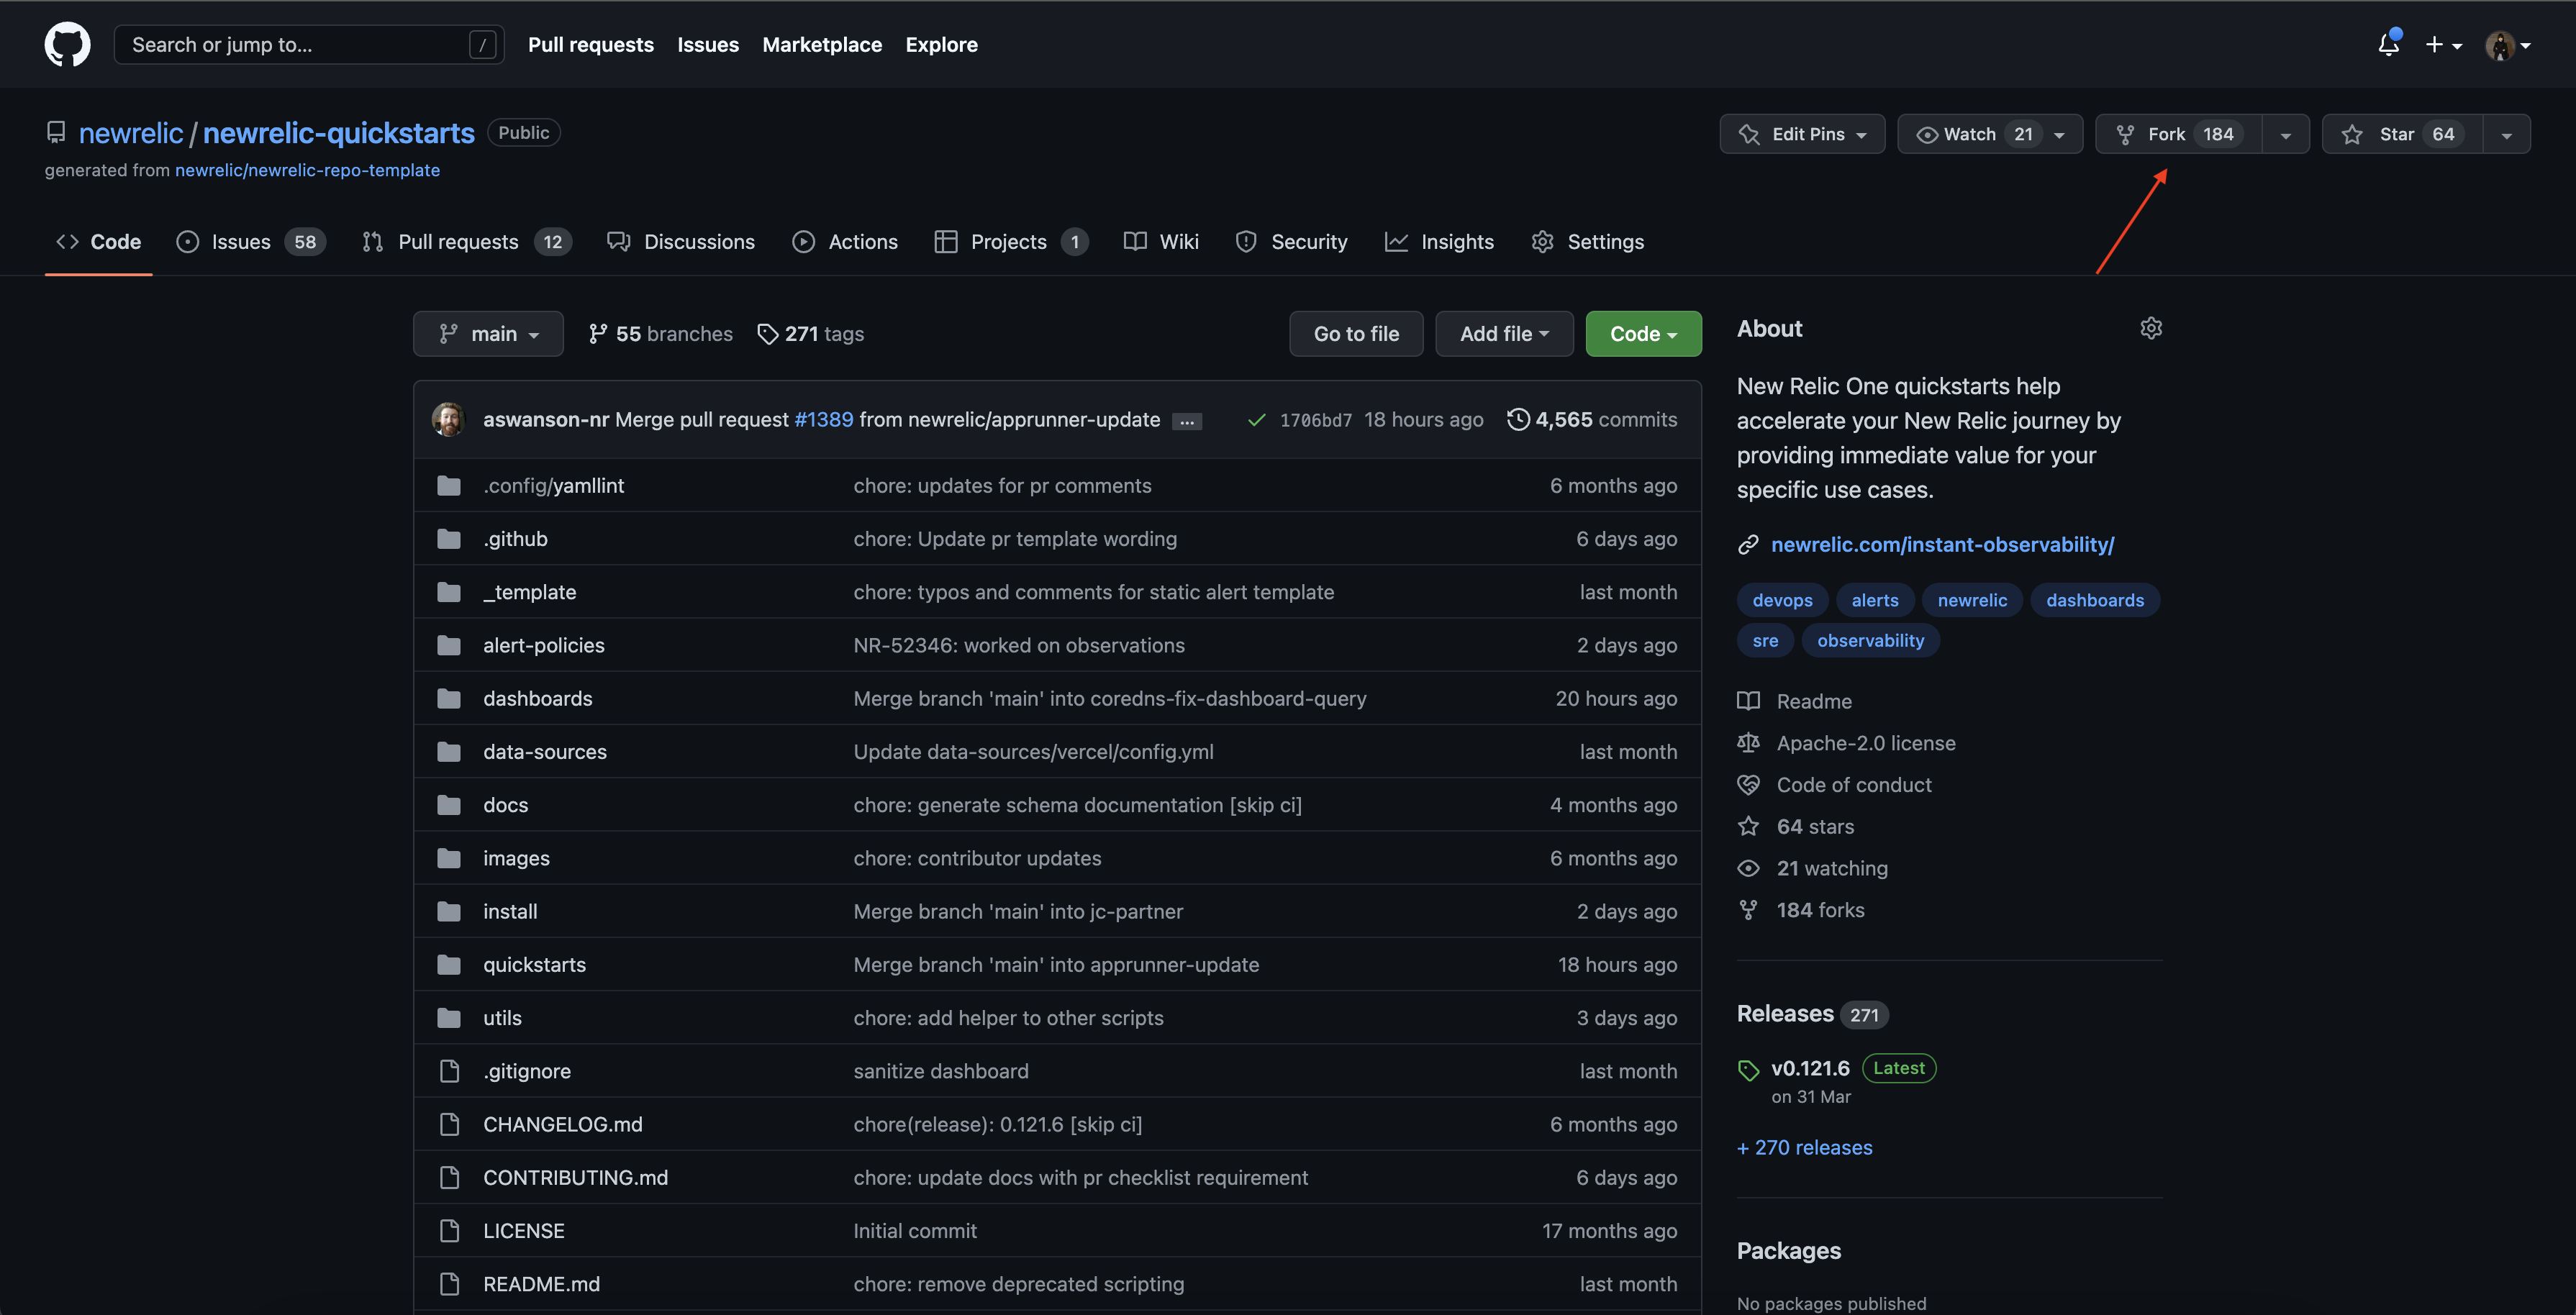 Search or jump to... /
Pull requests Issues Marketplace Explore
newrelic / newrelic-quickstarts Public
generated from newrelic/newrelic-repo-template
Edit Pins Watch 21 Fork 184 Star 64
Code Issues 58 Pull requests 12 Discussions Actions Projects 1 Wiki Security Insights Settings
main 55 branches 271 tags Go to file Add file Code
aswanson-nr Merge pull request #1389 from newrelic/apprunner-update ... 1706bd7 18 hours ago 4,565 commits
.config/yamllint chore: updates for pr comments 6 months ago
.github chore: Update pr template wording 6 days ago
_template chore: typos and comments for static alert template last month
alert-policies NR-52346: worked on observations 2 days ago
dashboards Merge branch 'main' into coredns-fix-dashboard-query 20 hours ago
data-sources Update data-sources/vercel/config.yml last month
docs chore: generate schema documentation [skip ci] 4 months ago
images chore: contributor updates 6 months ago
install Merge branch 'main' into jc-partner 2 days ago
quickstarts Merge branch 'main' into apprunner-update 18 hours ago
utils chore: add helper to other scripts 3 days ago
.gitignore sanitize dashboard last month
CHANGELOG.md chore(release): 0.121.6 [skip ci] 6 months ago
CONTRIBUTING.md chore: update docs with pr checklist requirement 6 days ago
LICENSE Initial commit 17 months ago
README.md chore: remove deprecated scripting last month
About
New Relic One quickstarts help
accelerate your New Relic journey by
providing immediate value for your
specific use cases.
newrelic.com/instant-observability/
devops alerts newrelic dashboards
sre observability
Readme
Apache-2.0 license
Code of conduct
64 stars
21 watching
184 forks
Releases 271
v0.121.6 Latest
on 31 Mar
+ 270 releases
Packages
No packages published